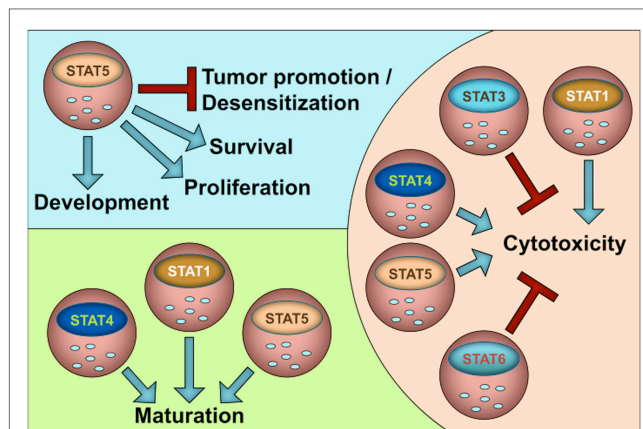 STAT5
Tumor promotion /
Desensitization
Survival
Proliferation
Development
STAT3
STAT1
STAT4
STAT5
Cytotoxicity
STAT6
STAT1
STAT4
STAT5
Maturation